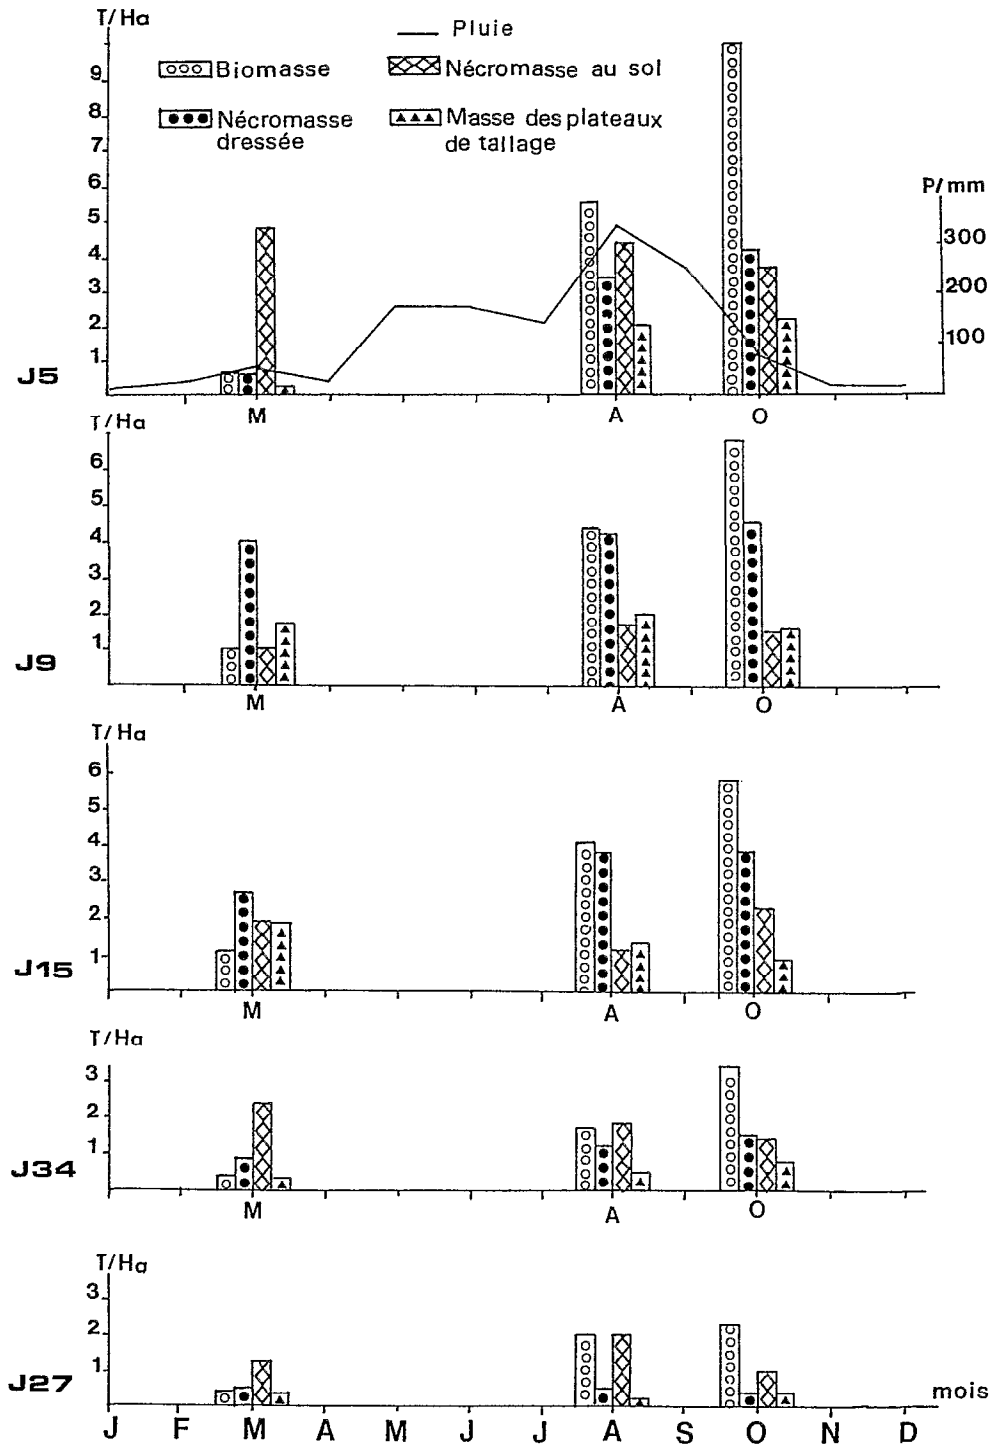 T/Ha
Pluie
Biomasse
Nécromasse au sol
Nécromasse
dressée
Masse des plateaux
de tallage
9
8
7
6
5
4
3
2
1
P/mm
300
200
100
J5
M A O
T/Ha
6
5
4
3
2
1
J9
M A O
T/Ha
6
5
4
3
2
1
J15
M A O
T/Ha
3
2
1
J34
M A O
T/Ha
3
2
1
J27
mois
J F M A M J J A S O N D